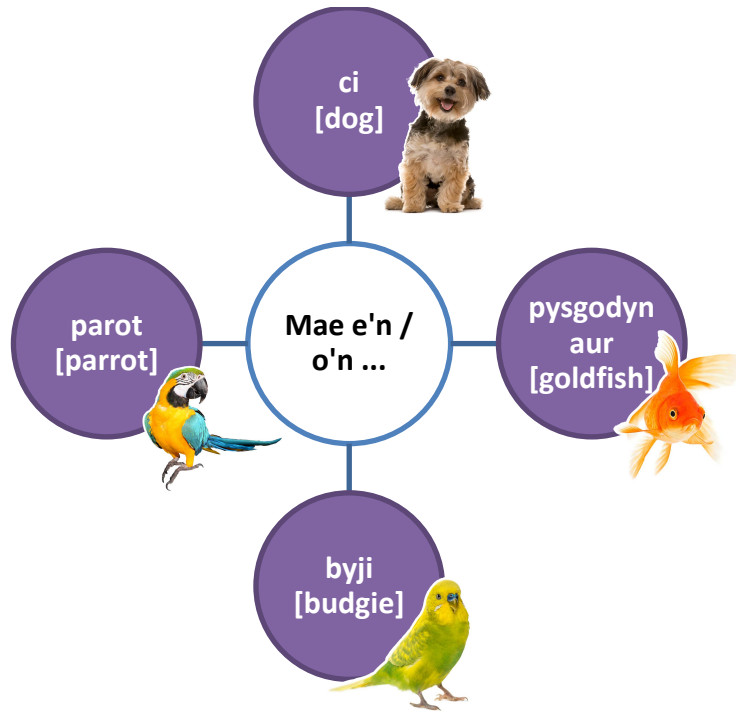 ci
[dog]
parot
[parrot]
Mae e'n /
o'n ...
pysgodyn
aur
[goldfish]
byji
[budgie]